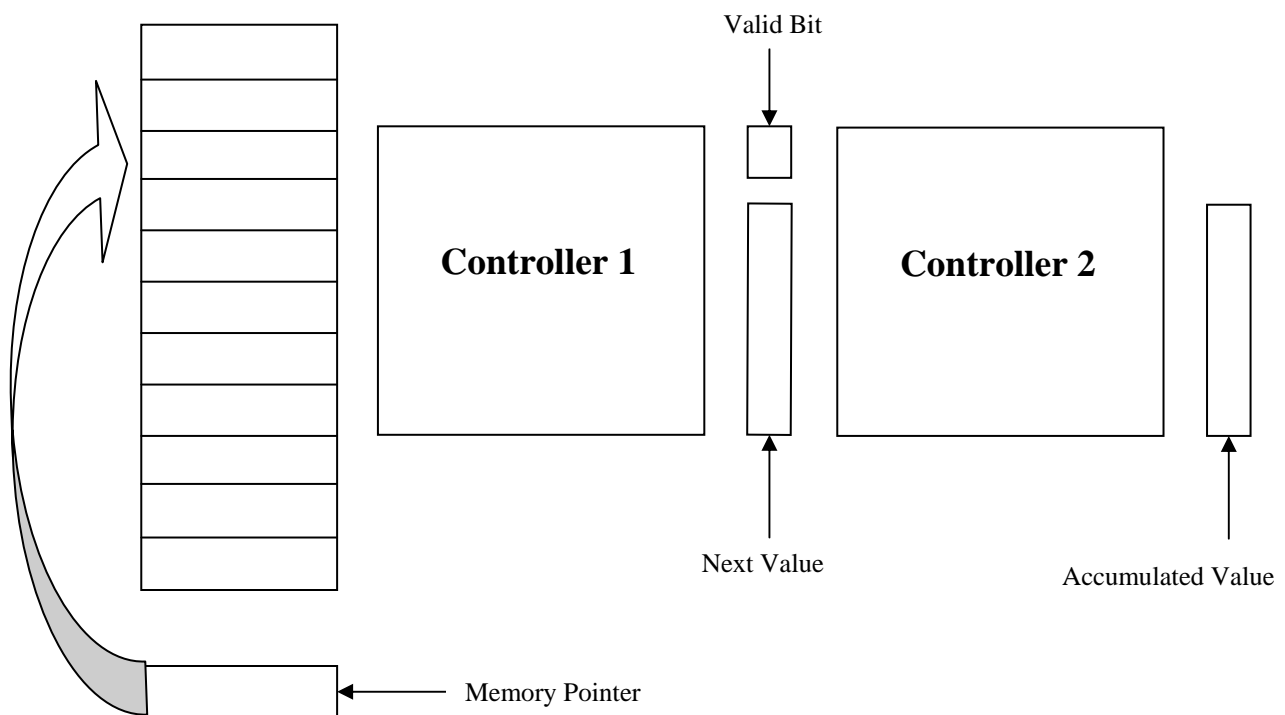 Valid Bit
Controller 1
Controller 2
Next Value
Accumulated Value
Memory Pointer